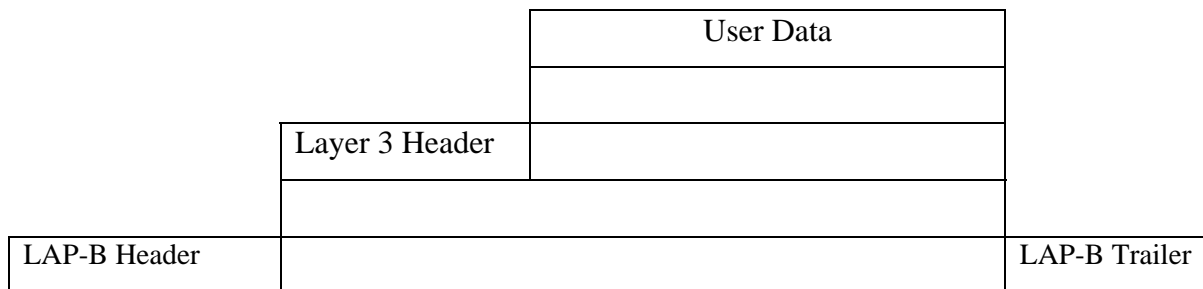 User Data
Layer 3 Header
LAP-B Header
LAP-B Trailer